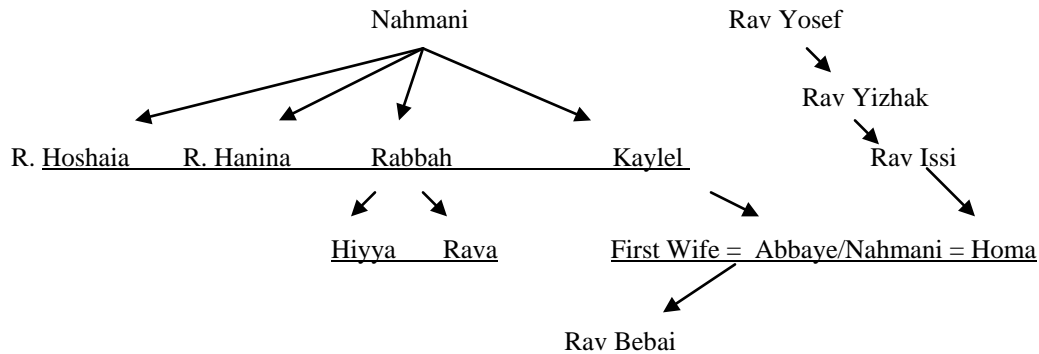 Nahmani Rav Yosef
Rav Yizhak
R. Hoshaia R. Hanina Rabbah Kaylel Rav Issi
Hiyya Rava First Wife = Abbaye/Nahmani = Homa
Rav Bebai